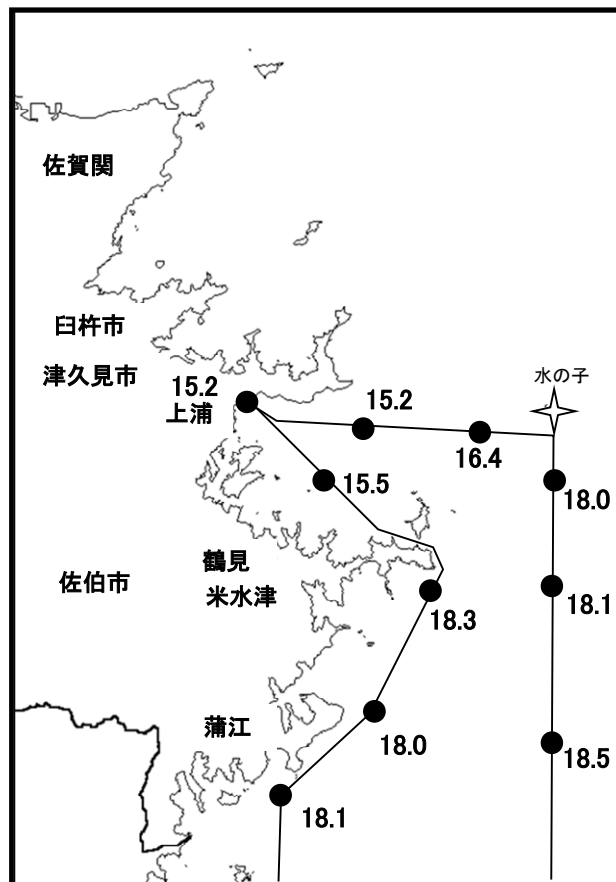 佐賀関
臼杵市
津久見市
15.2
上浦
15.2
水の子
16.4
15.5
18.0
鶴見
佐伯市
米水津
18.1
18.3
蒲江
18.0
18.5
18.1